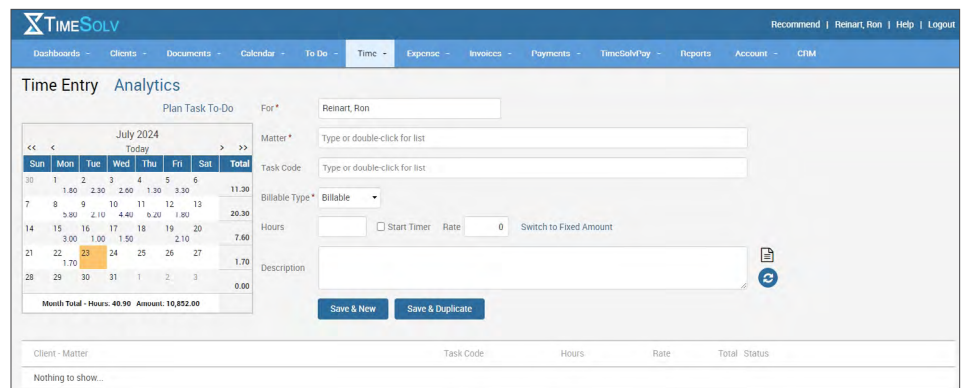 TIMESOLV
Recommend | Reinart, Ron | Help | Logout
Dashboards Clients Documents Calendar To Do Time Expense Invoices Payments TimeSolvPay Reports Account CRM
Time Entry Analytics
Plan Task To-Do
July 2024
<< < Today > >>
Sun Mon Tue Wed Thu Fri Sat Total
30 1 2 3 4 5 6
1.80 2.30 2.60 1.30 3.30 11.30
7 8 9 10 11 12 13
5.80 2.10 4.40 6.20 1.80 20.30
14 15 16 17 18 19 20
3.00 1.00 1.50 2.10 7.60
21 22 23 24 25 26 27
1.70 1.70
28 29 30 31 1 2 3
0.00
Month Total - Hours: 40.90 Amount: 10,852.00
For* Reinart, Ron
Matter* Type or double-click for list
Task Code Type or double-click for list
Billable Type* Billable
Hours Start Timer Rate 0 Switch to Fixed Amount
Description
Save & New Save & Duplicate
Client - Matter Task Code Hours Rate Total Status
Nothing to show...